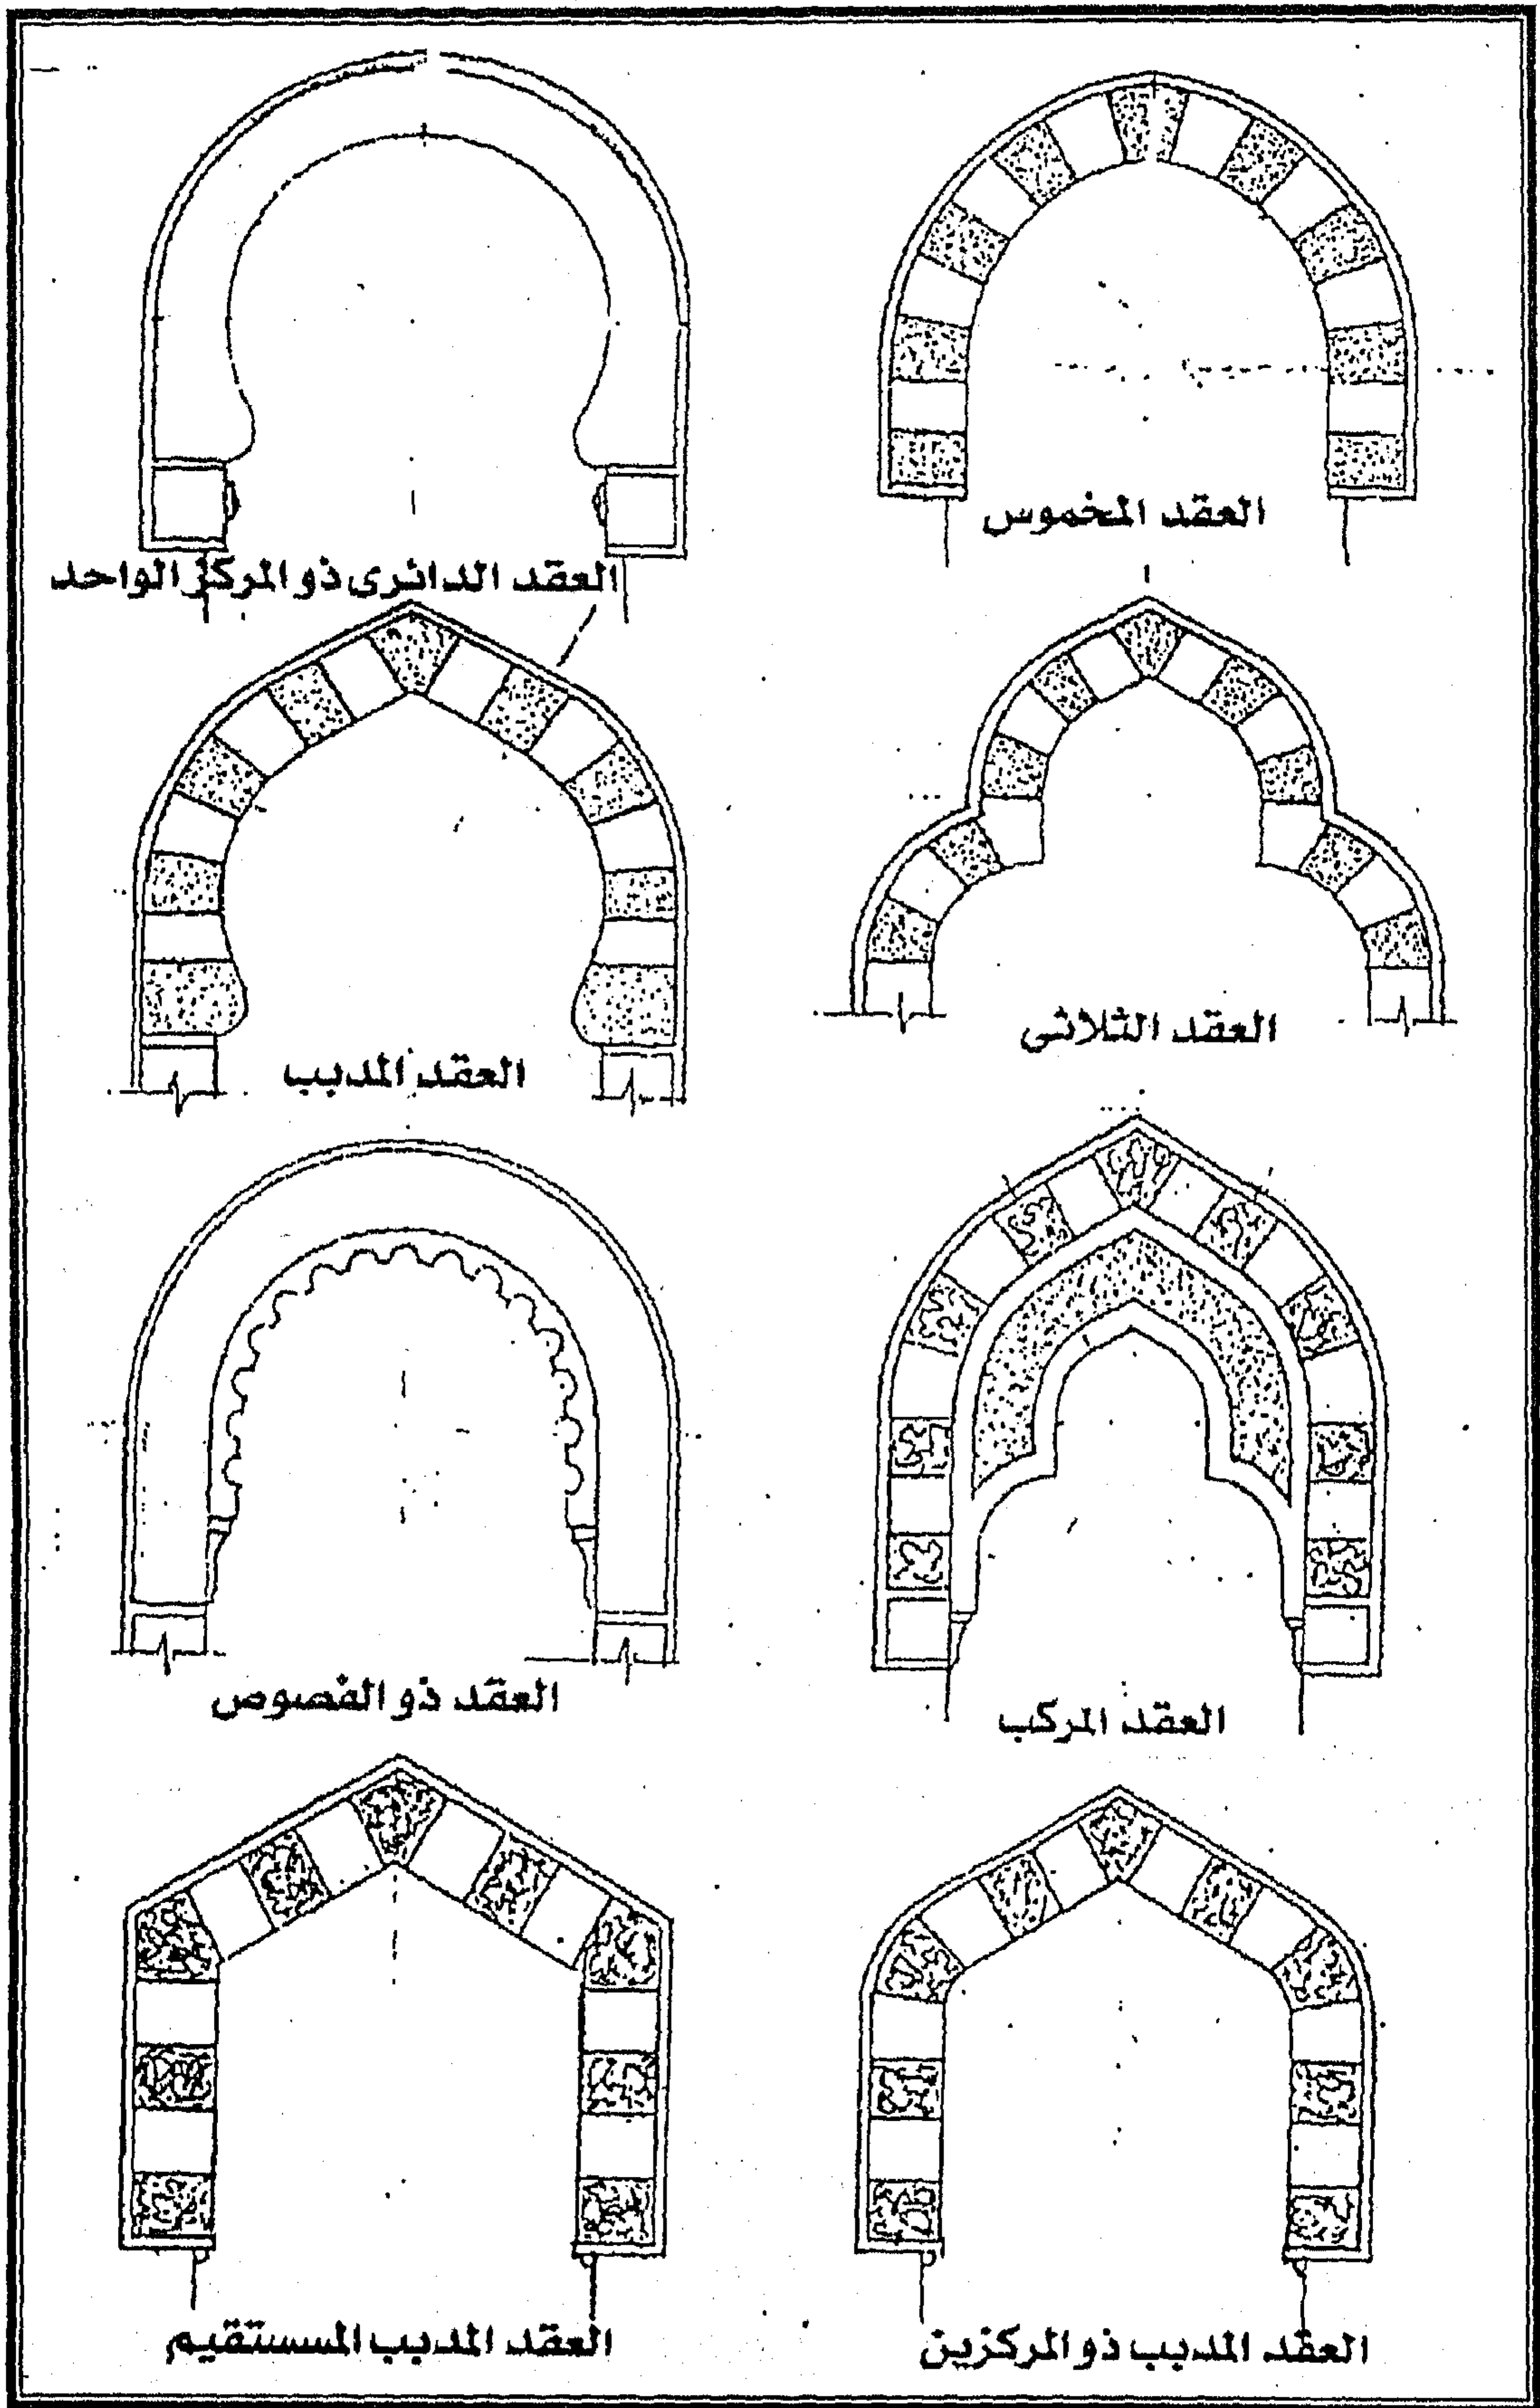 العقد المخموس
العقد الدائرى ذو المركز الواحد
العقد الثلاثى
العقد المدبب
العقد المركب
العقد ذو الفصوص
العقد المدبب ذو المركزين
العقد المدبب المسستقيم